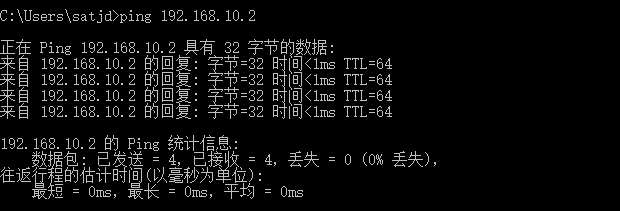 C:\Users\satjd>ping 192.168.10.2
正在 Ping 192.168.10.2 具有 32 字节的数据:
来自 192.168.10.2 的回复: 字节=32 时间<1ms TTL=64
来自 192.168.10.2 的回复: 字节=32 时间<1ms TTL=64
来自 192.168.10.2 的回复: 字节=32 时间<1ms TTL=64
来自 192.168.10.2 的回复: 字节=32 时间<1ms TTL=64
192.168.10.2 的 Ping 统计信息:
数据包: 已发送 = 4, 已接收 = 4, 丢失 = 0 (0% 丢失),
往返行程的估计时间(以毫秒为单位):
最短 = 0ms, 最长 = 0ms, 平均 = 0ms